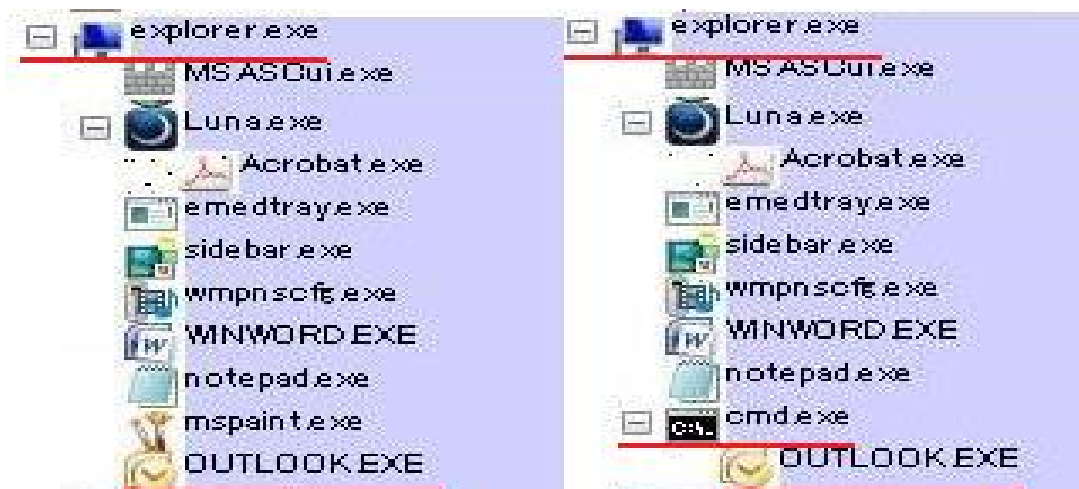 explorer.exe
MSASCui.exe
Luna.exe
Acrobat.exe
emedtray.exe
sidebar.exe
wmpnscfg.exe
WINWORD.EXE
notepad.exe
mspaint.exe
OUTLOOK.EXE
explorer.exe
MSASCui.exe
Luna.exe
Acrobat.exe
emedtray.exe
sidebar.exe
wmpnscfg.exe
WINWORD.EXE
notepad.exe
cmd.exe
OUTLOOK.EXE